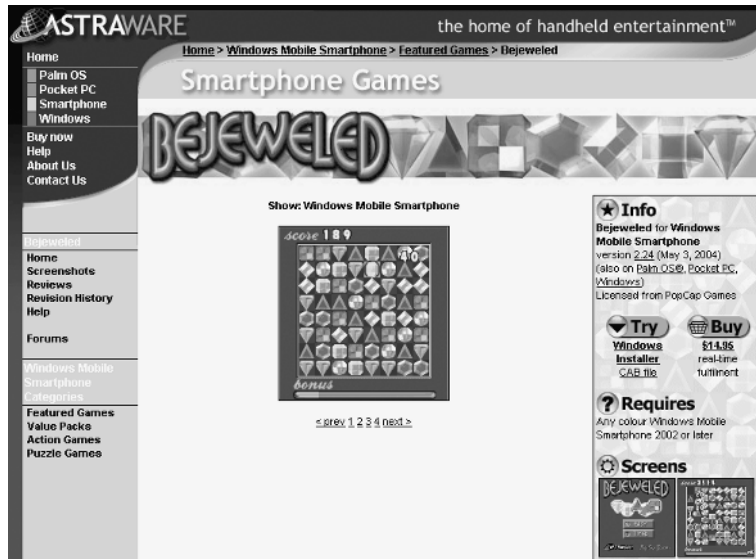 ASTRAWARE
the home of handheld entertainment™
Home > Windows Mobile Smartphone > Featured Games > Bejeweled
Home
Palm OS
Pocket PC
Smartphone
Windows
Buy now
Help
About Us
Contact Us
Smartphone Games
BEJEWELED
Show: Windows Mobile Smartphone
score 189
40
bonus
< prev 1 2 3 4 next >
Bejeweled
Home
Screenshots
Reviews
Revision History
Help
Forums
Windows Mobile
Smartphone
Categories
Featured Games
Value Packs
Action Games
Puzzle Games
Info
Bejeweled for Windows
Mobile Smartphone
version 2.24 (May 3, 2004)
(also on Palm OS®, Pocket PC,
Windows)
Licensed from PopCap Games
Try
Windows
Installer
CAB file
Buy
$14.95
real-time
fulfilment
Requires
Any colour Windows Mobile
Smartphone 2002 or later
Screens
BEJEWELED
score 3114